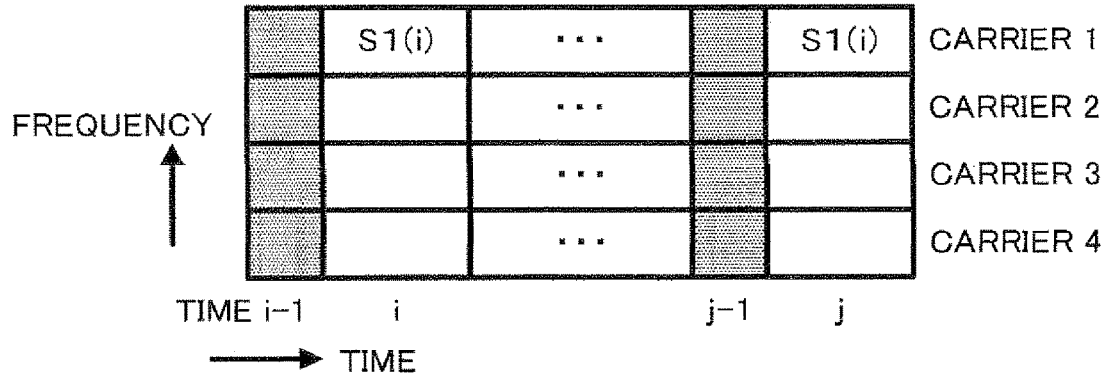 S1(i) ... S1(i) CARRIER 1
... CARRIER 2
FREQUENCY
... CARRIER 3
... CARRIER 4
TIME i-1 i j-1 j
TIME